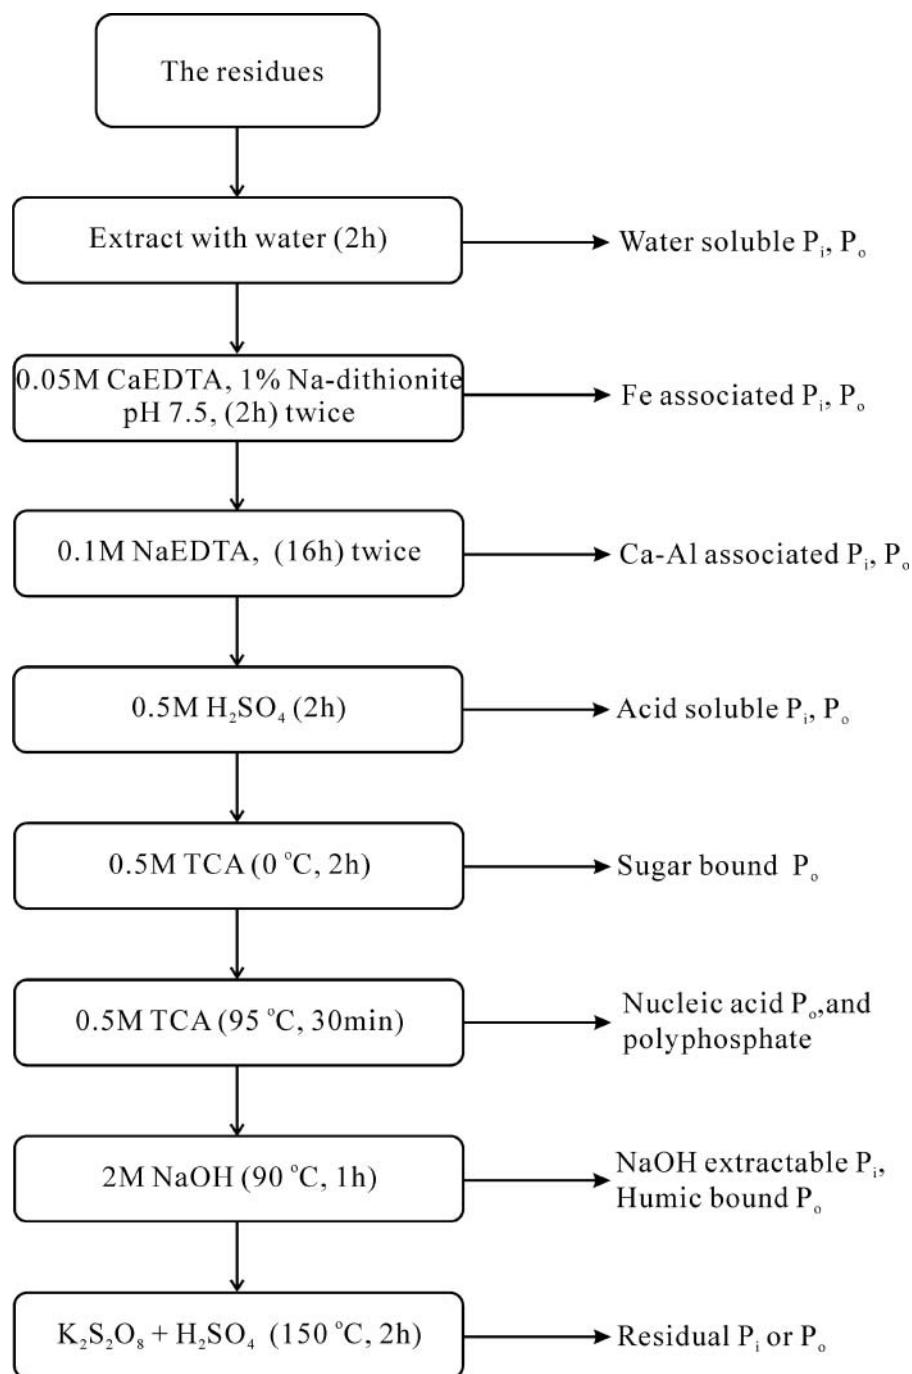 The residues
Extract with water (2h)
Water soluble Pᵢ, Pₒ
0.05M CaEDTA, 1% Na-dithionite
pH 7.5, (2h) twice
Fe associated Pᵢ, Pₒ
0.1M NaEDTA, (16h) twice
Ca-Al associated Pᵢ, Pₒ
0.5M H₂SO₄ (2h)
Acid soluble Pᵢ, Pₒ
0.5M TCA (0 °C, 2h)
Sugar bound Pₒ
0.5M TCA (95 °C, 30min)
Nucleic acid Pₒ,and
polyphosphate
2M NaOH (90 °C, 1h)
NaOH extractable Pᵢ,
Humic bound Pₒ
K₂S₂O₈ + H₂SO₄ (150 °C, 2h)
Residual Pᵢ or Pₒ